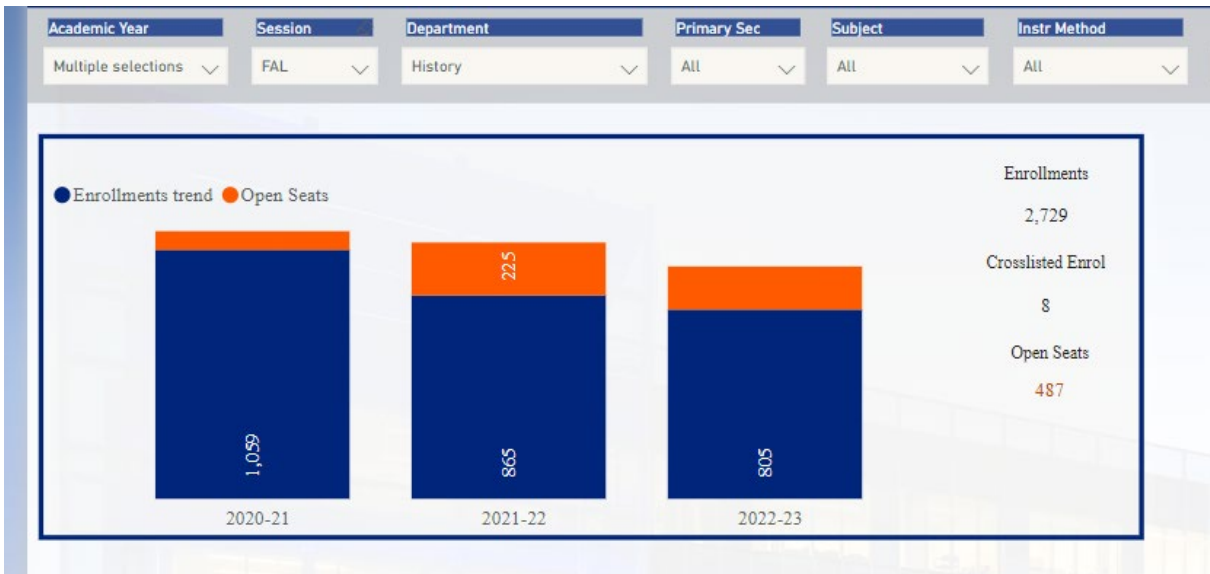 Academic Year Session Department Primary Sec Subject Instr Method
Multiple selections FAL History All All All
Enrollments trend Open Seats
Enrollments
2,729
Crosslisted Enrol
8
Open Seats
487
225
1,059 865 805
2020-21 2021-22 2022-23